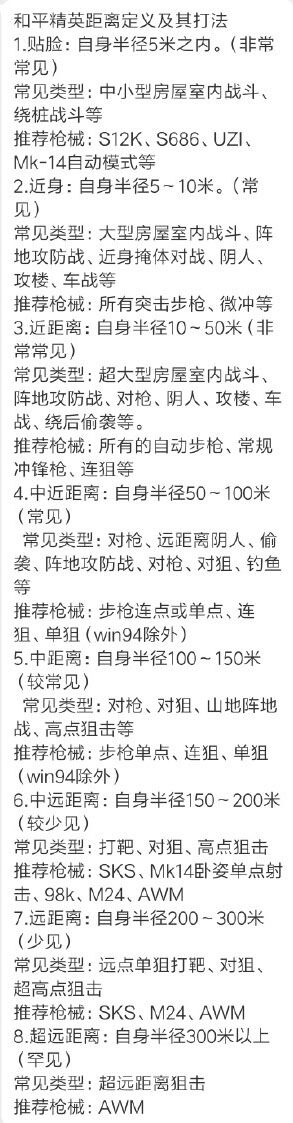 和平精英距离定义及其打法
1.贴脸：自身半径5米之内。（非常
常见）
常见类型：中小型房屋室内战斗、
绕桩战斗等
推荐枪械：S12K、S686、UZI、
Mk-14自动模式等
2.近身：自身半径5～10米。（常
见）
常见类型：大型房屋室内战斗、阵
地攻防战、近身掩体对战、阴人、
攻楼、车战等
推荐枪械：所有突击步枪、微冲等
3.近距离：自身半径10～50米（非
常常见）
常见类型：超大型房屋室内战斗、
阵地攻防战、对枪、阴人、攻楼、车
战、绕后偷袭等。
推荐枪械：所有的自动步枪、常规
冲锋枪、连狙等
4.中近距离：自身半径50～100米
（常见）
常见类型：对枪、远距离阴人、偷
袭、阵地攻防战、对枪、对狙、钓鱼
等
推荐枪械：步枪连点或单点、连
狙、单狙（win94除外）
5.中距离：自身半径100～150米
（较常见）
常见类型：对枪、对狙、山地阵地
战、高点狙击等
推荐枪械：步枪单点、连狙、单狙
（win94除外）
6.中远距离：自身半径150～200米
（较少见）
常见类型：打靶、对狙、高点狙击
推荐枪械：SKS、Mk14卧姿单点射
击、98k、M24、AWM
7.远距离：自身半径200～300米
（少见）
常见类型：远点单狙打靶、对狙、
超高点狙击
推荐枪械：SKS、M24、AWM
8.超远距离：自身半径300米以上
（罕见）
常见类型：超远距离狙击
推荐枪械：AWM